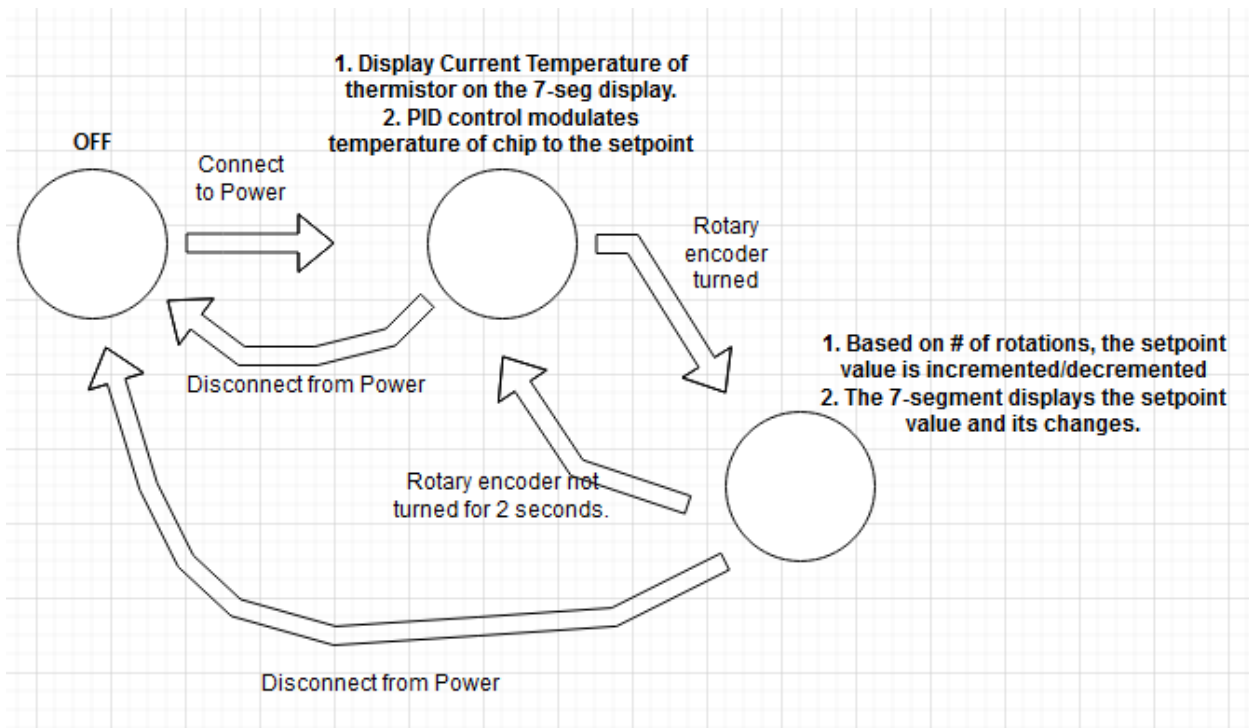 1. Display Current Temperature of
thermistor on the 7-seg display.
2. PID control modulates
temperature of chip to the setpoint
OFF
Connect
to Power
Rotary
encoder
turned
1. Based on # of rotations, the setpoint
value is incremented/decremented
2. The 7-segment displays the setpoint
value and its changes.
Disconnect from Power
Rotary encoder not
turned for 2 seconds.
Disconnect from Power